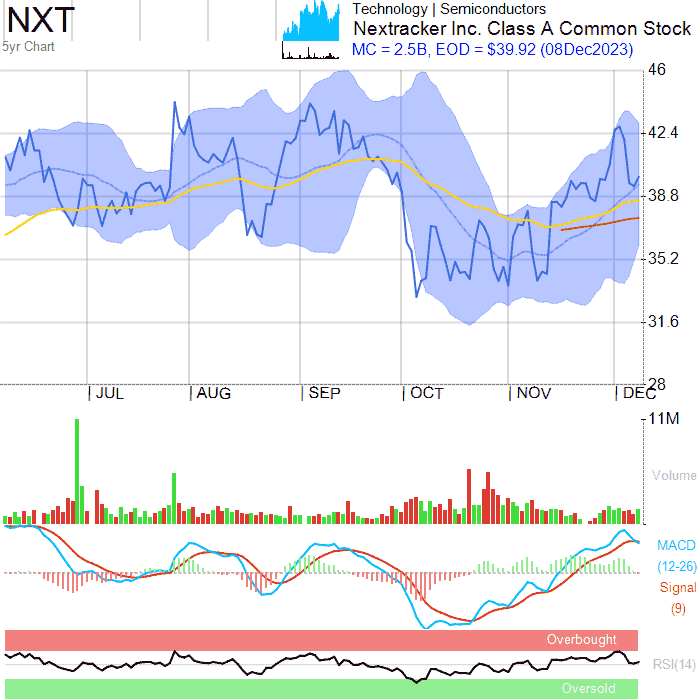 NXT
5yr Chart
Technology | Semiconductors
Nextracker Inc. Class A Common Stock
MC = 2.5B, EOD = $39.92 (08Dec2023)
46
42.4
38.8
35.2
31.6
28
JUL
AUG
SEP
OCT
NOV
DEC
11M
Volume
MACD
(12-26)
Signal
(9)
Overbought
RSI(14)
Oversold